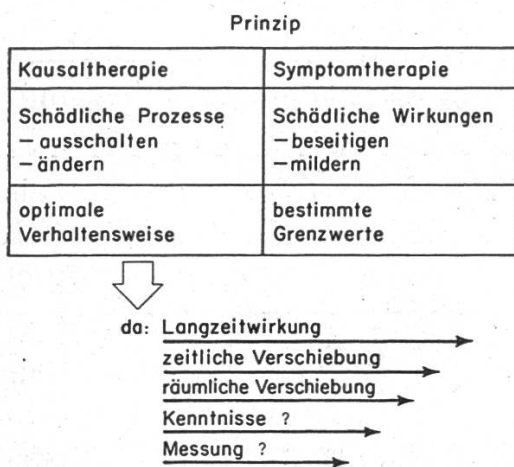 Prinzip
Kausaltherapie
Symptomtherapie
Schädliche Prozesse
– ausschalten
– ändern
Schädliche Wirkungen
– beseitigen
– mildern
optimale
Verhaltensweise
bestimmte
Grenzwerte
da: Langzeitwirkung
zeitliche Verschiebung
räumliche Verschiebung
Kenntnisse ?
Messung ?